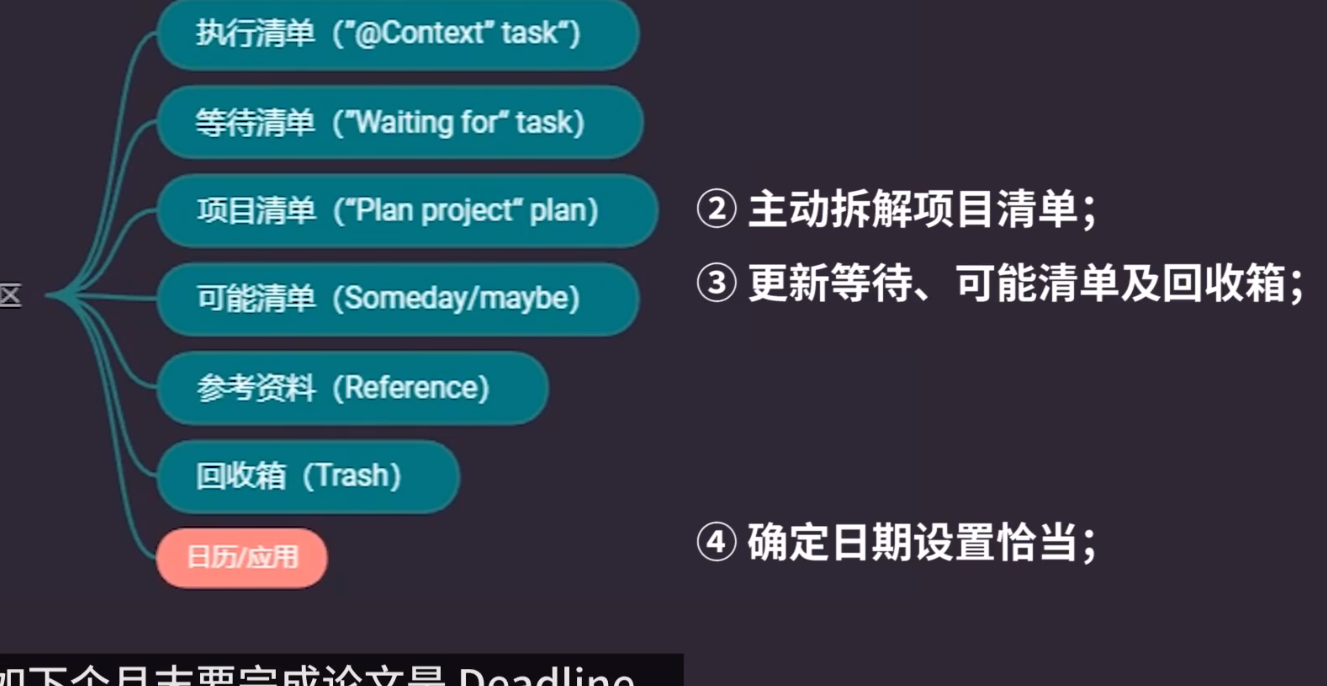 执行清单（"@Context" task“）
等待清单（"Waiting for“ task）
项目清单（“Plan project“ plan）
② 主动拆解项目清单；
③ 更新等待、可能清单及回收箱；
区
可能清单（Someday/maybe）
参考资料（Reference）
回收箱（Trash）
④ 确定日期设置恰当；
日历/应用
如下个月末要完成论文是 Deadline